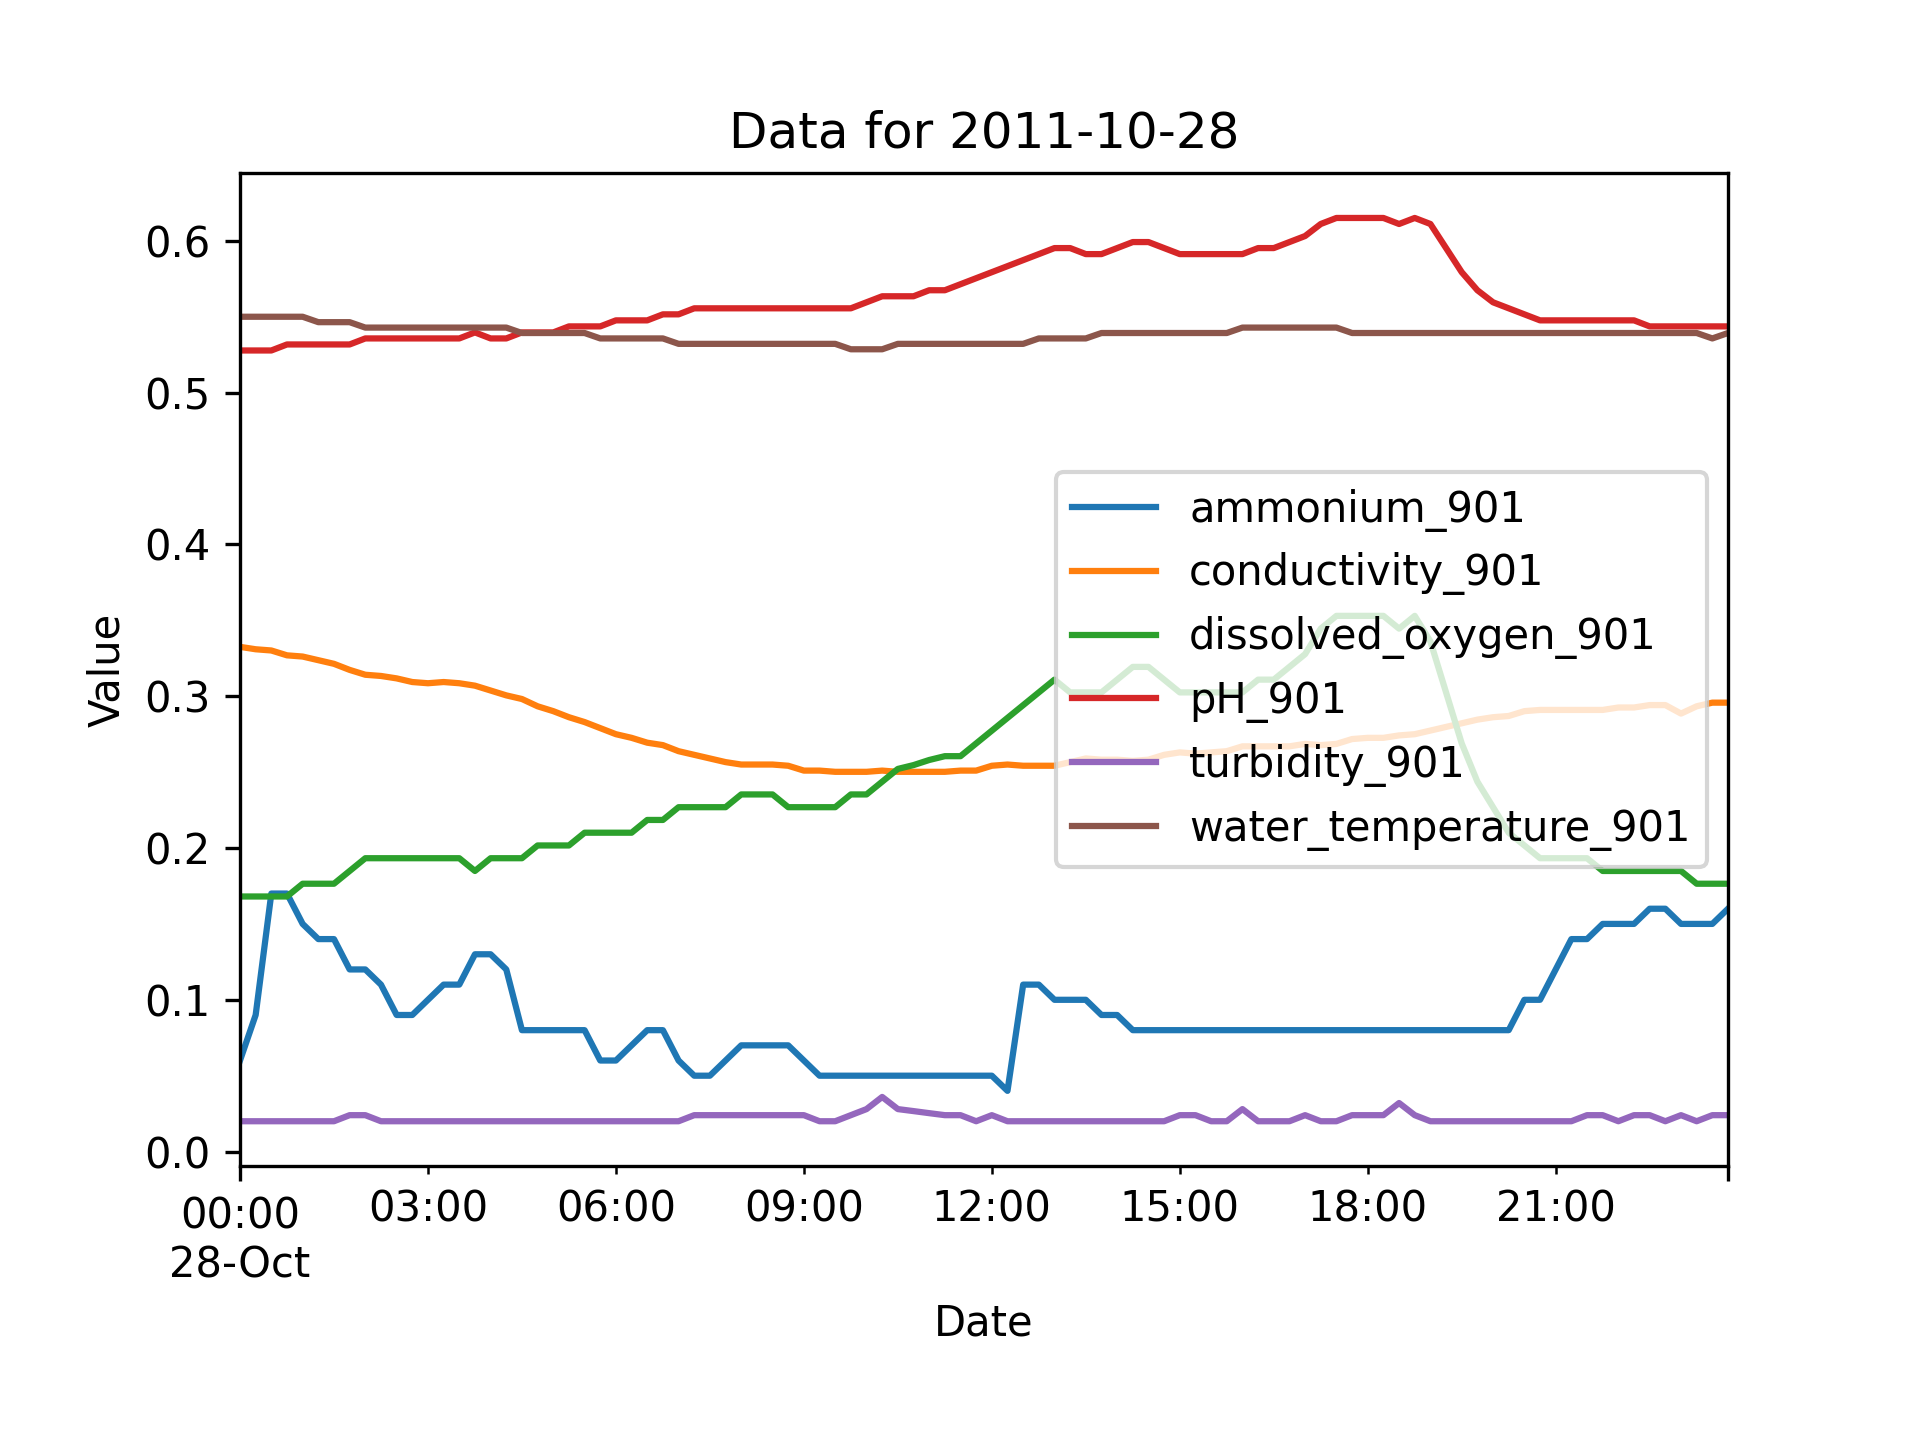 Data for 2011-10-28
Value
0.6
0.5
0.4
0.3
0.2
0.1
0.0
ammonium_901
conductivity_901
dissolved_oxygen_901
pH_901
turbidity_901
water_temperature_901
00:00 03:00 06:00 09:00 12:00 15:00 18:00 21:00
28-Oct
Date